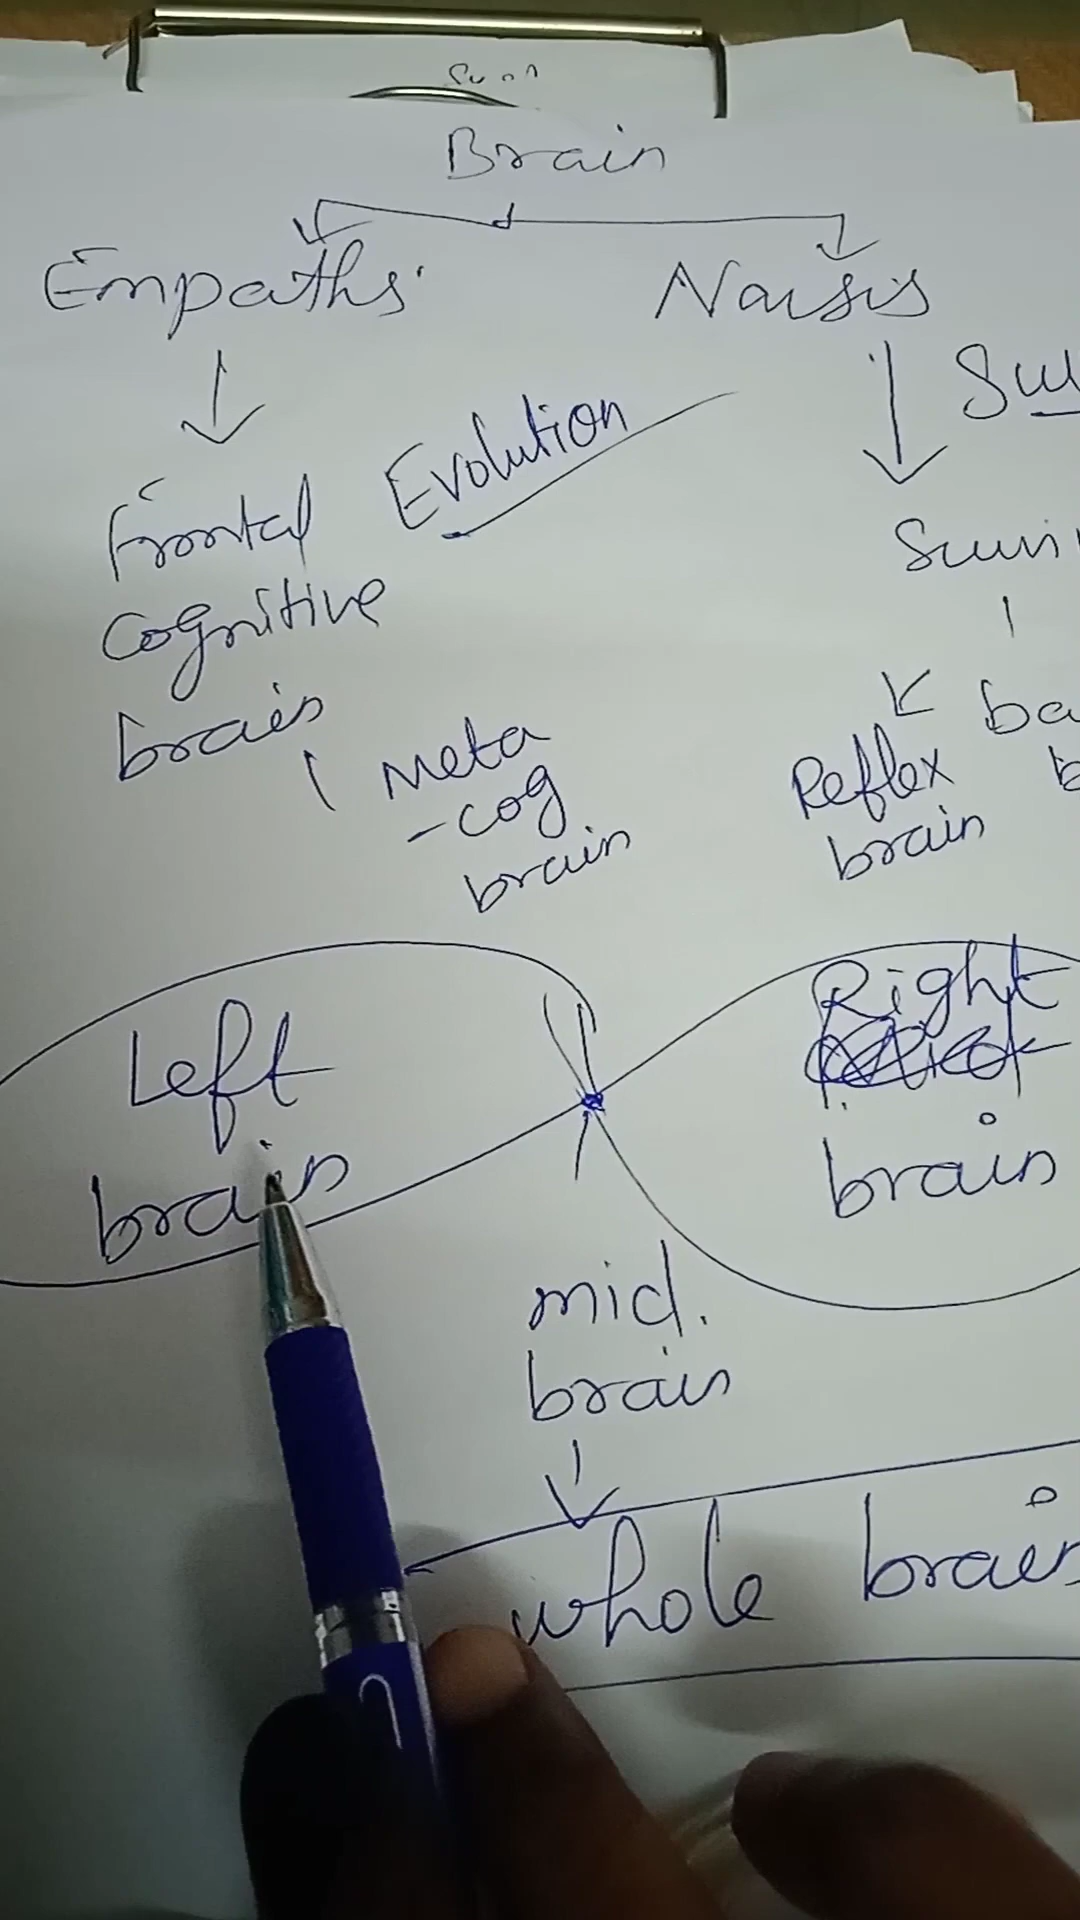 Brain
Empaths
Narsis
Evolution
Frontal
Cognitive
brain
Meta
-cog
brain
Reflex
brain
Left
brain
Right
brain
mid.
brain
whole brain